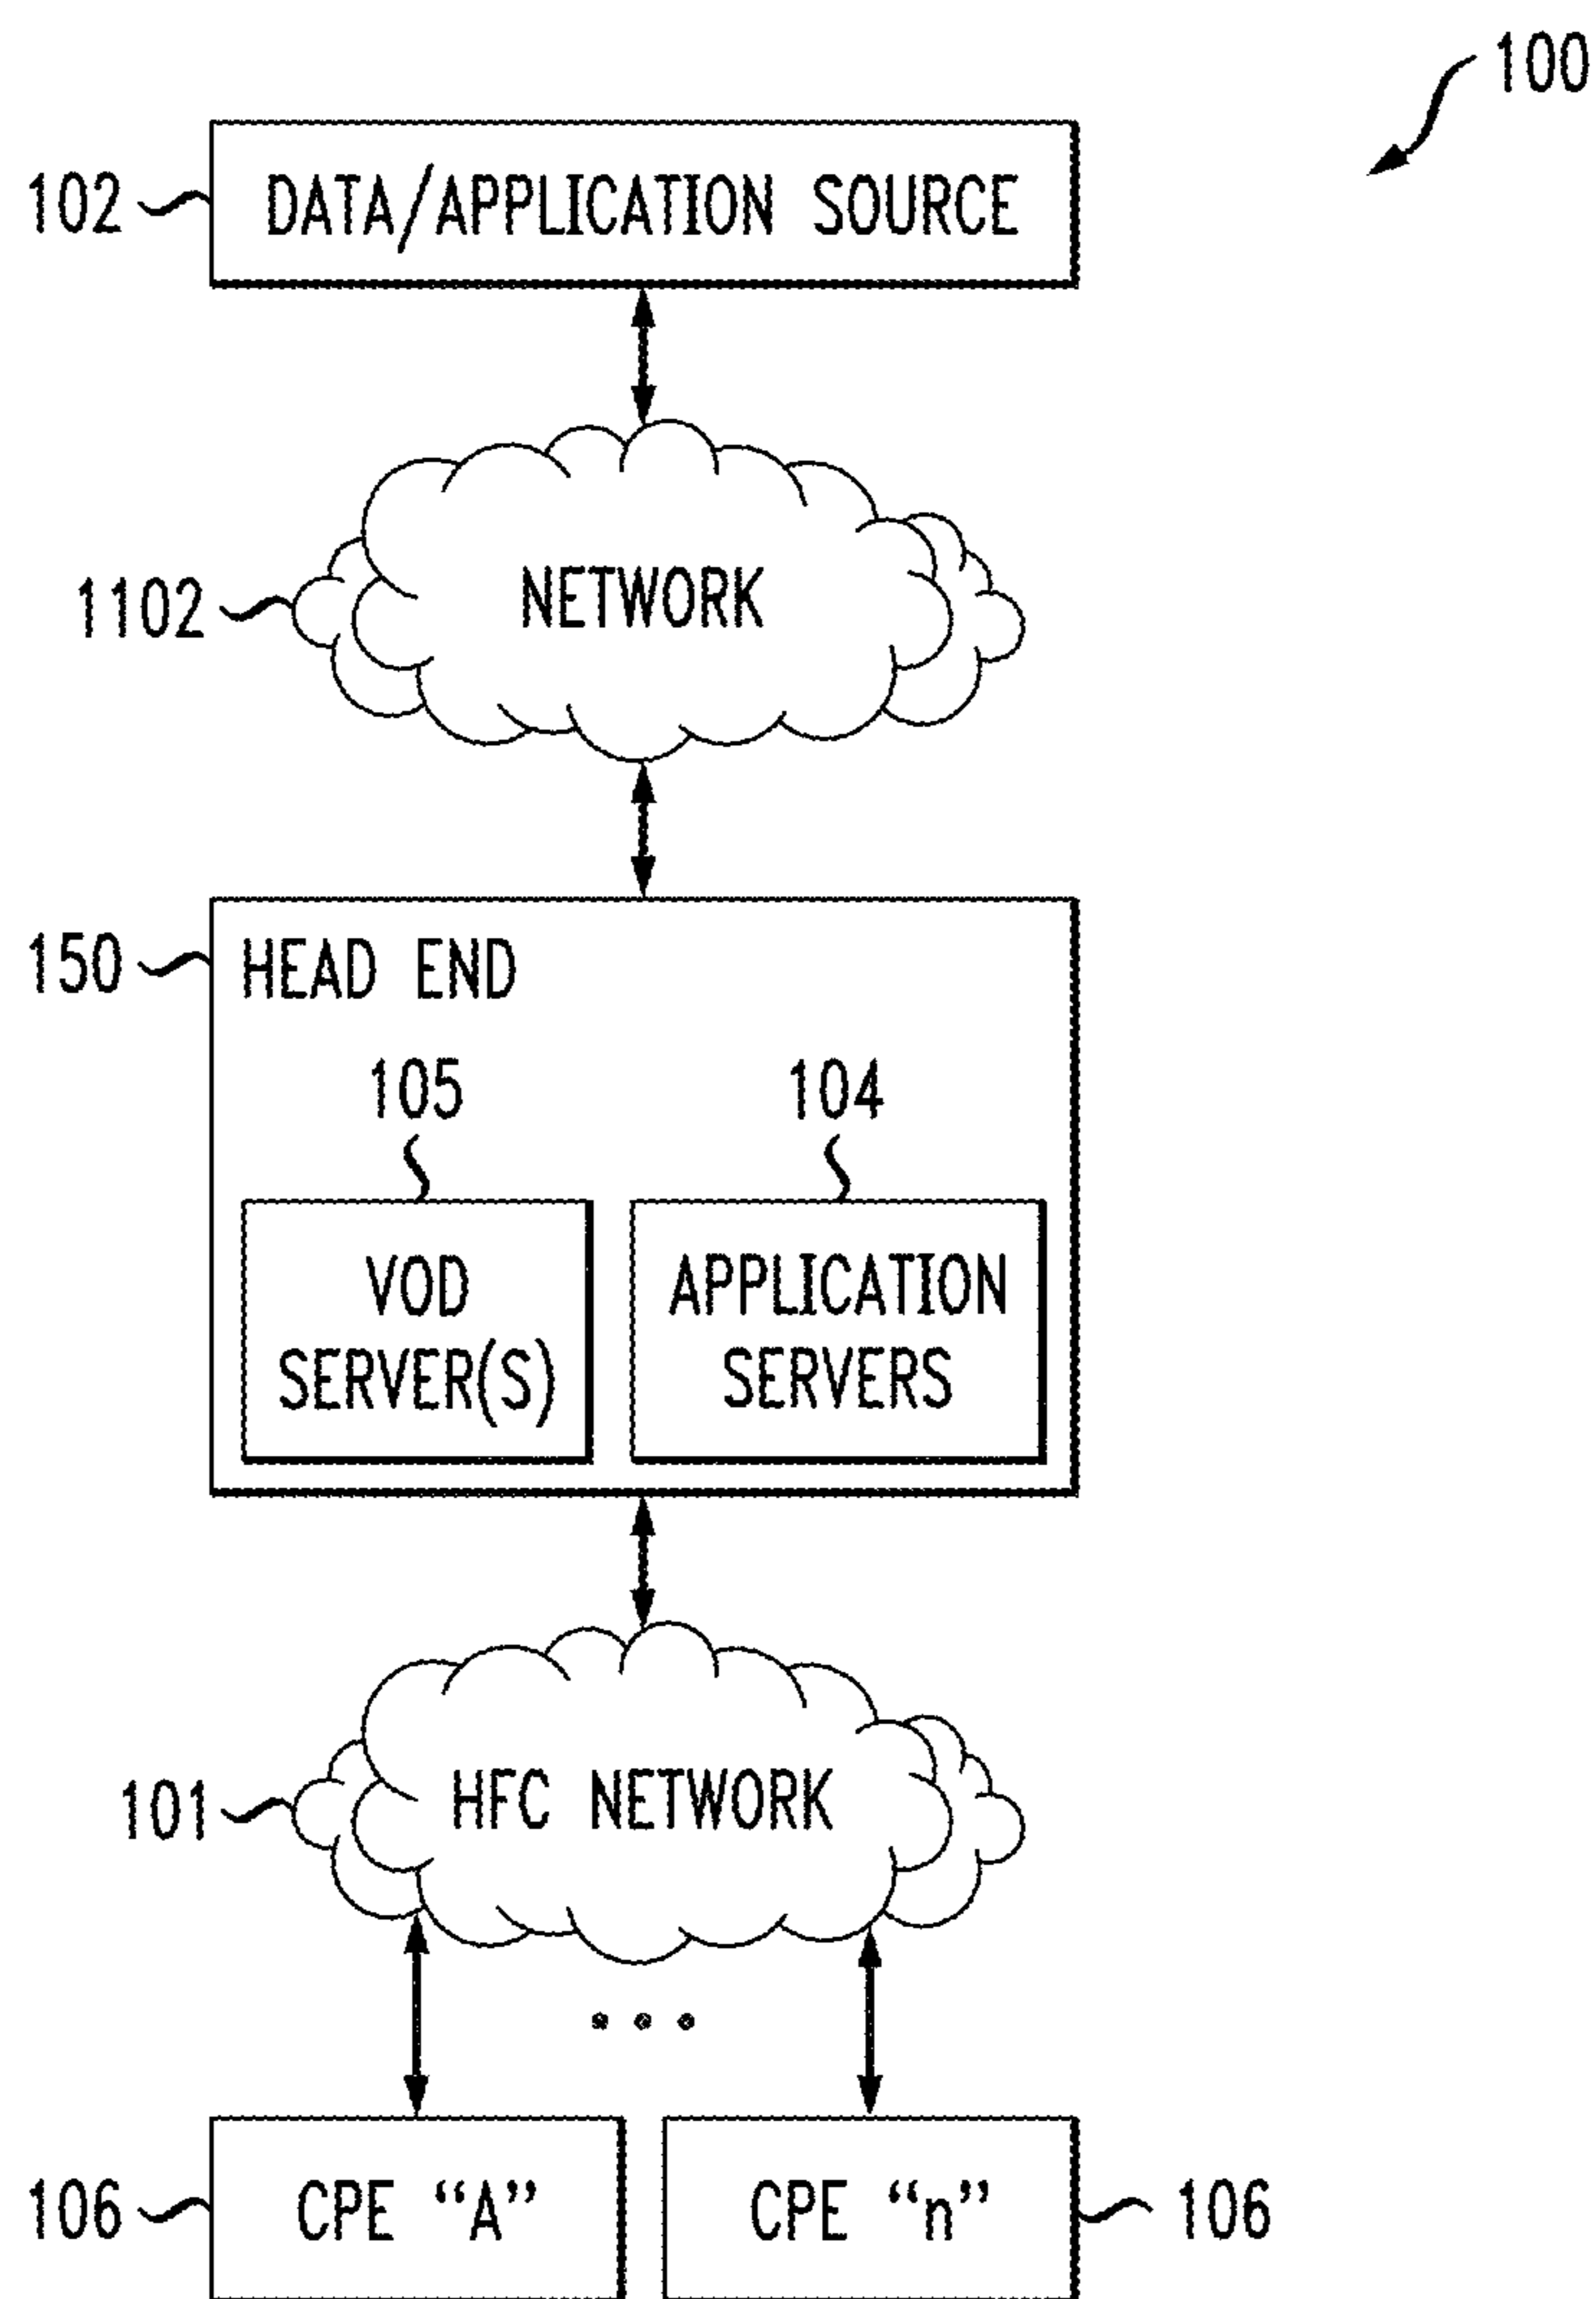 100
102 DATA/APPLICATION SOURCE
1102 NETWORK
150 HEAD END
105 104
VOD APPLICATION
SERVER(S) SERVERS
101 HFC NETWORK
106 CPE “A” CPE “n” 106